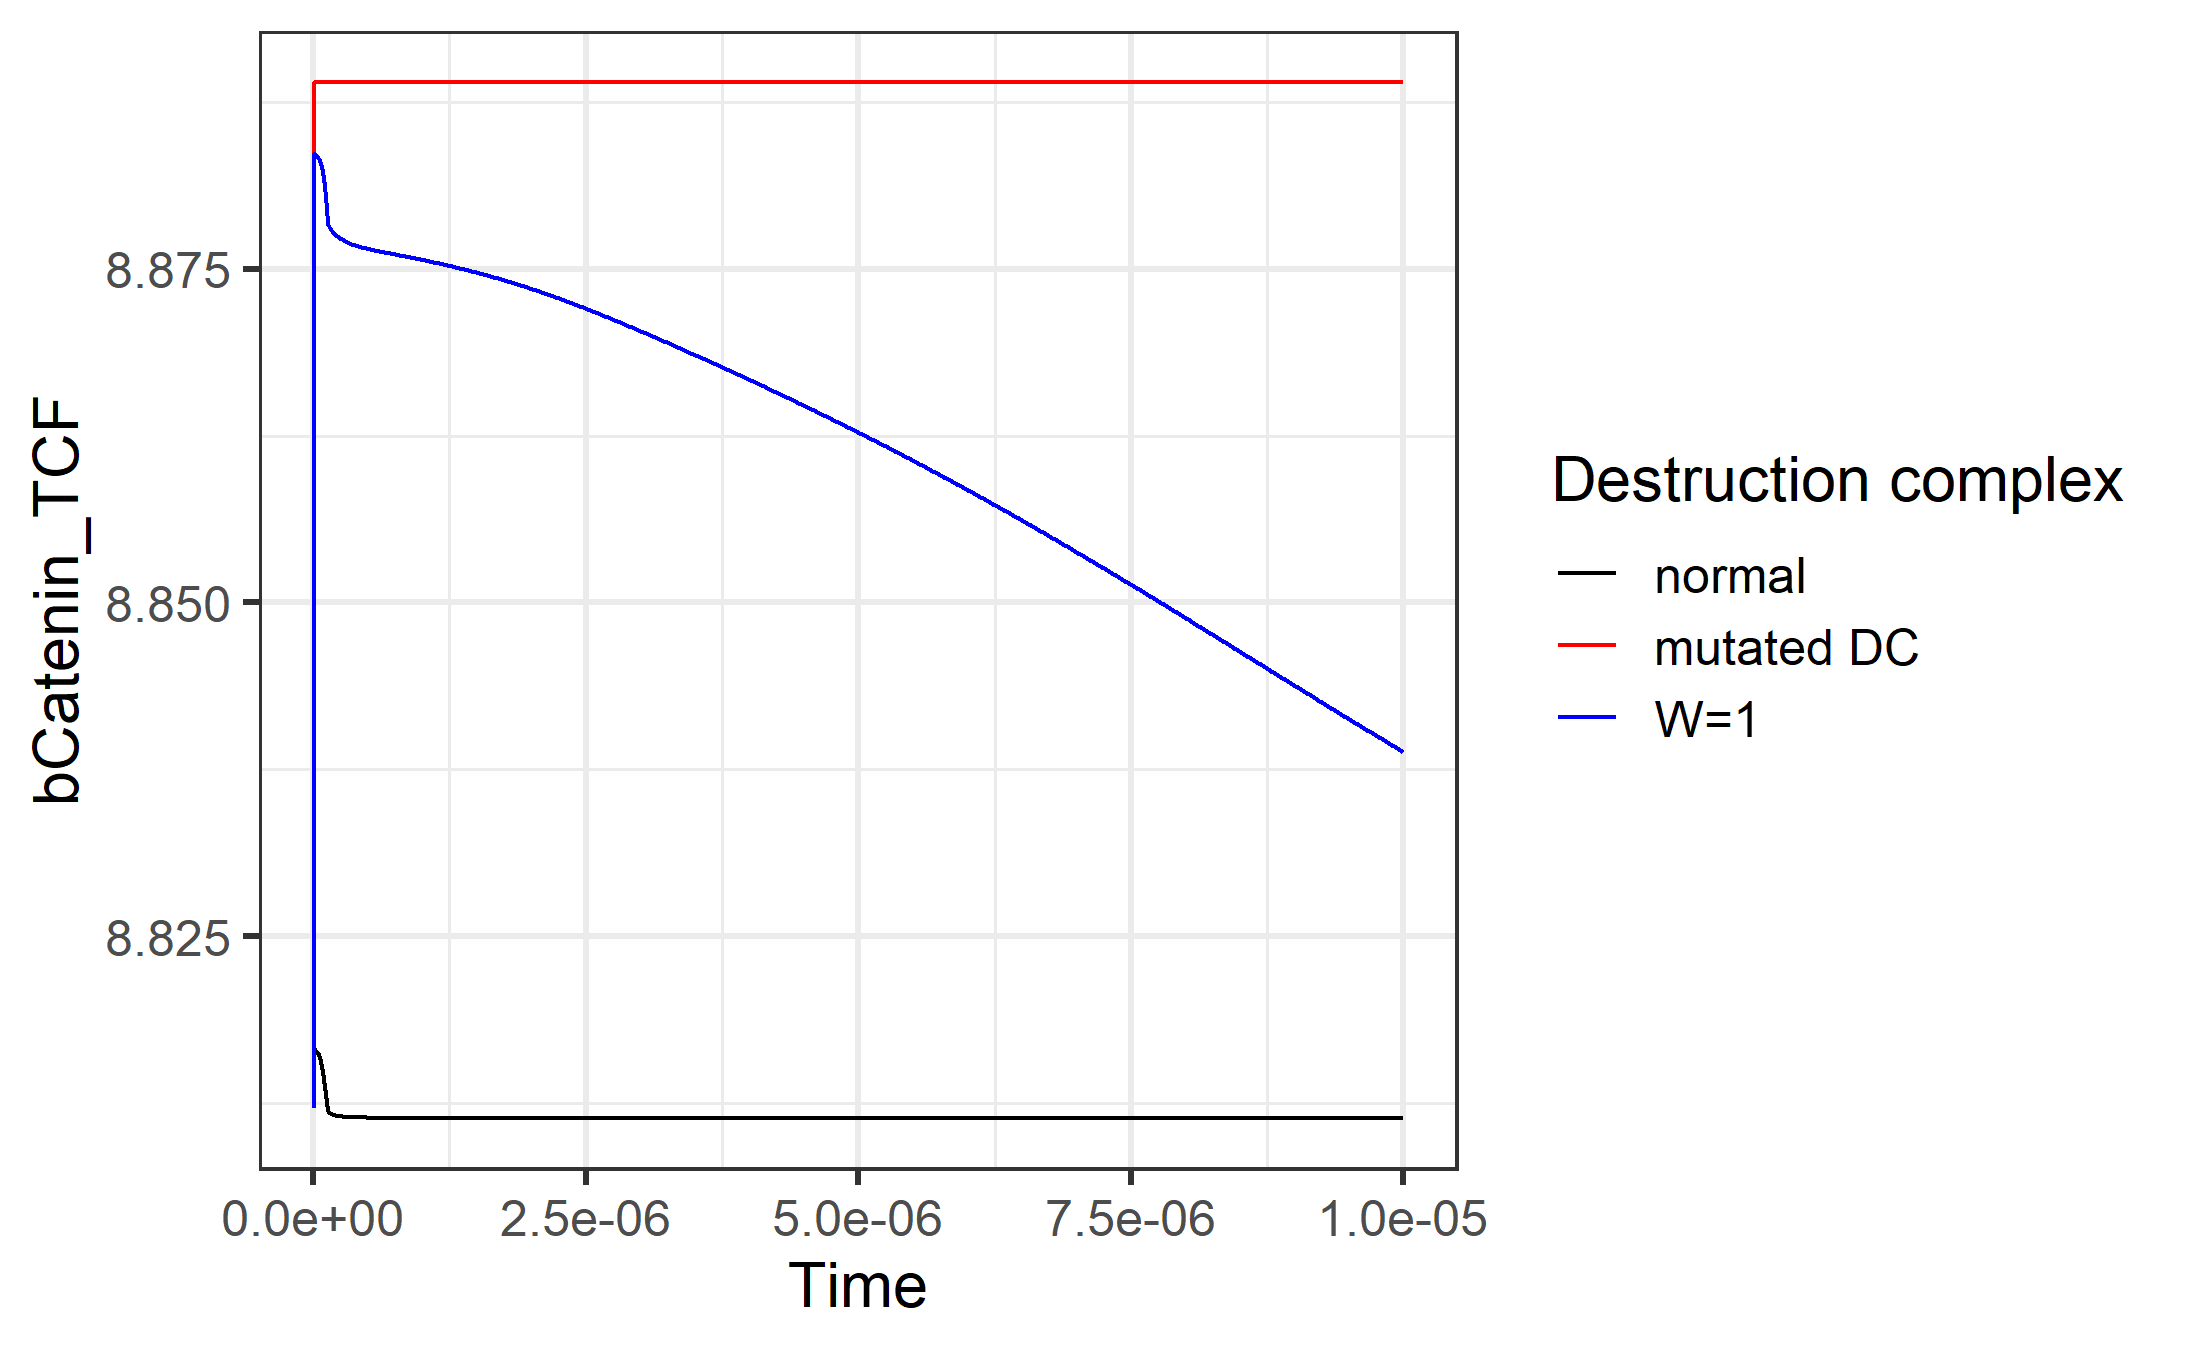 bCatenin_TCF
8.875
8.850
8.825
0.0e+00 2.5e-06 5.0e-06 7.5e-06 1.0e-05
Time
Destruction complex
normal
mutated DC
W=1